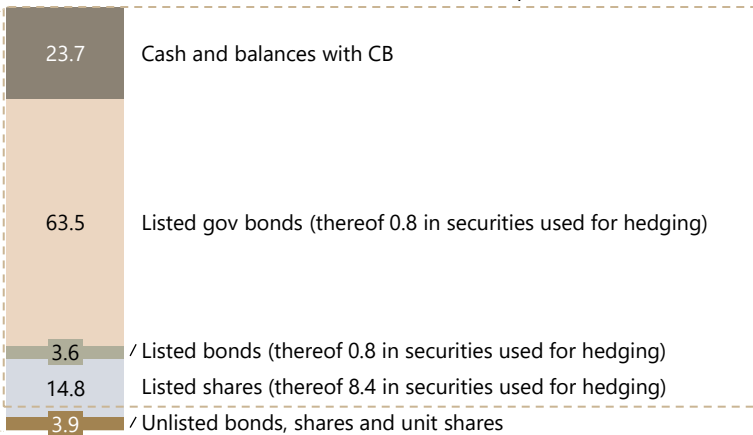 23.7 Cash and balances with CB
63.5 Listed gov bonds (thereof 0.8 in securities used for hedging)
3.6 Listed bonds (thereof 0.8 in securities used for hedging)
14.8 Listed shares (thereof 8.4 in securities used for hedging)
3.9 Unlisted bonds, shares and unit shares